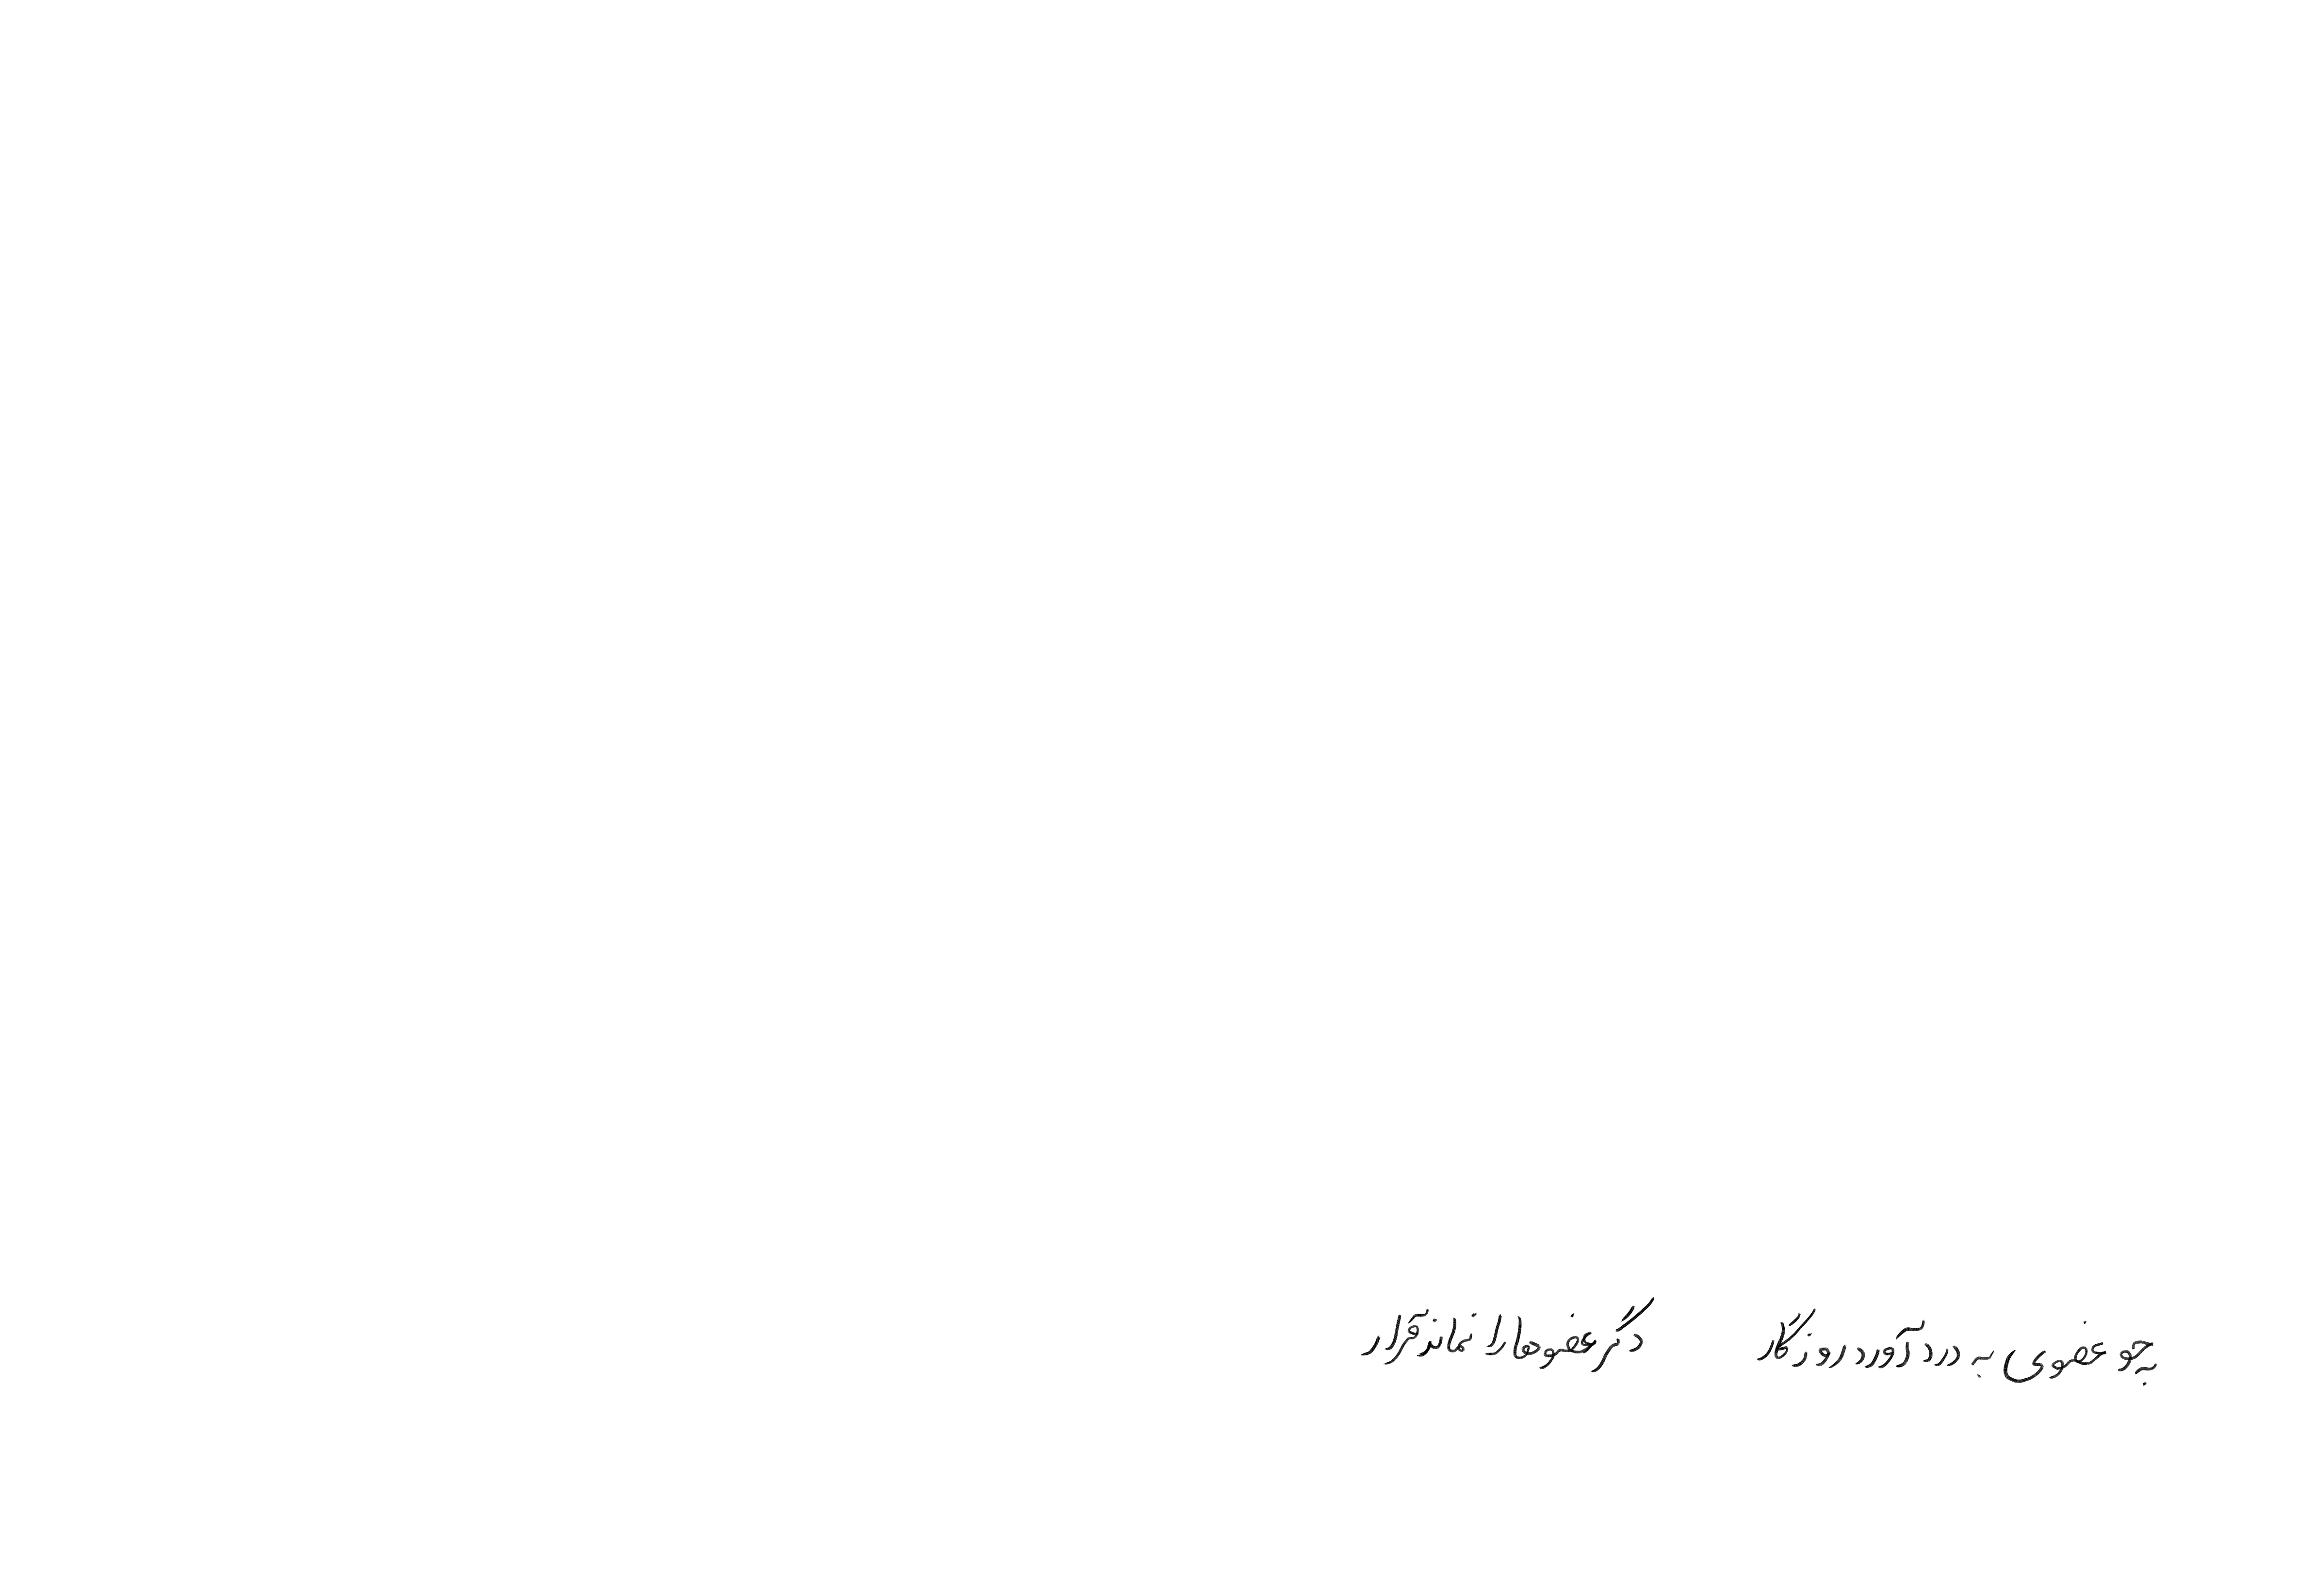 چو عضوی به درد آورد روزگار دگر عضوها را نماند قرار